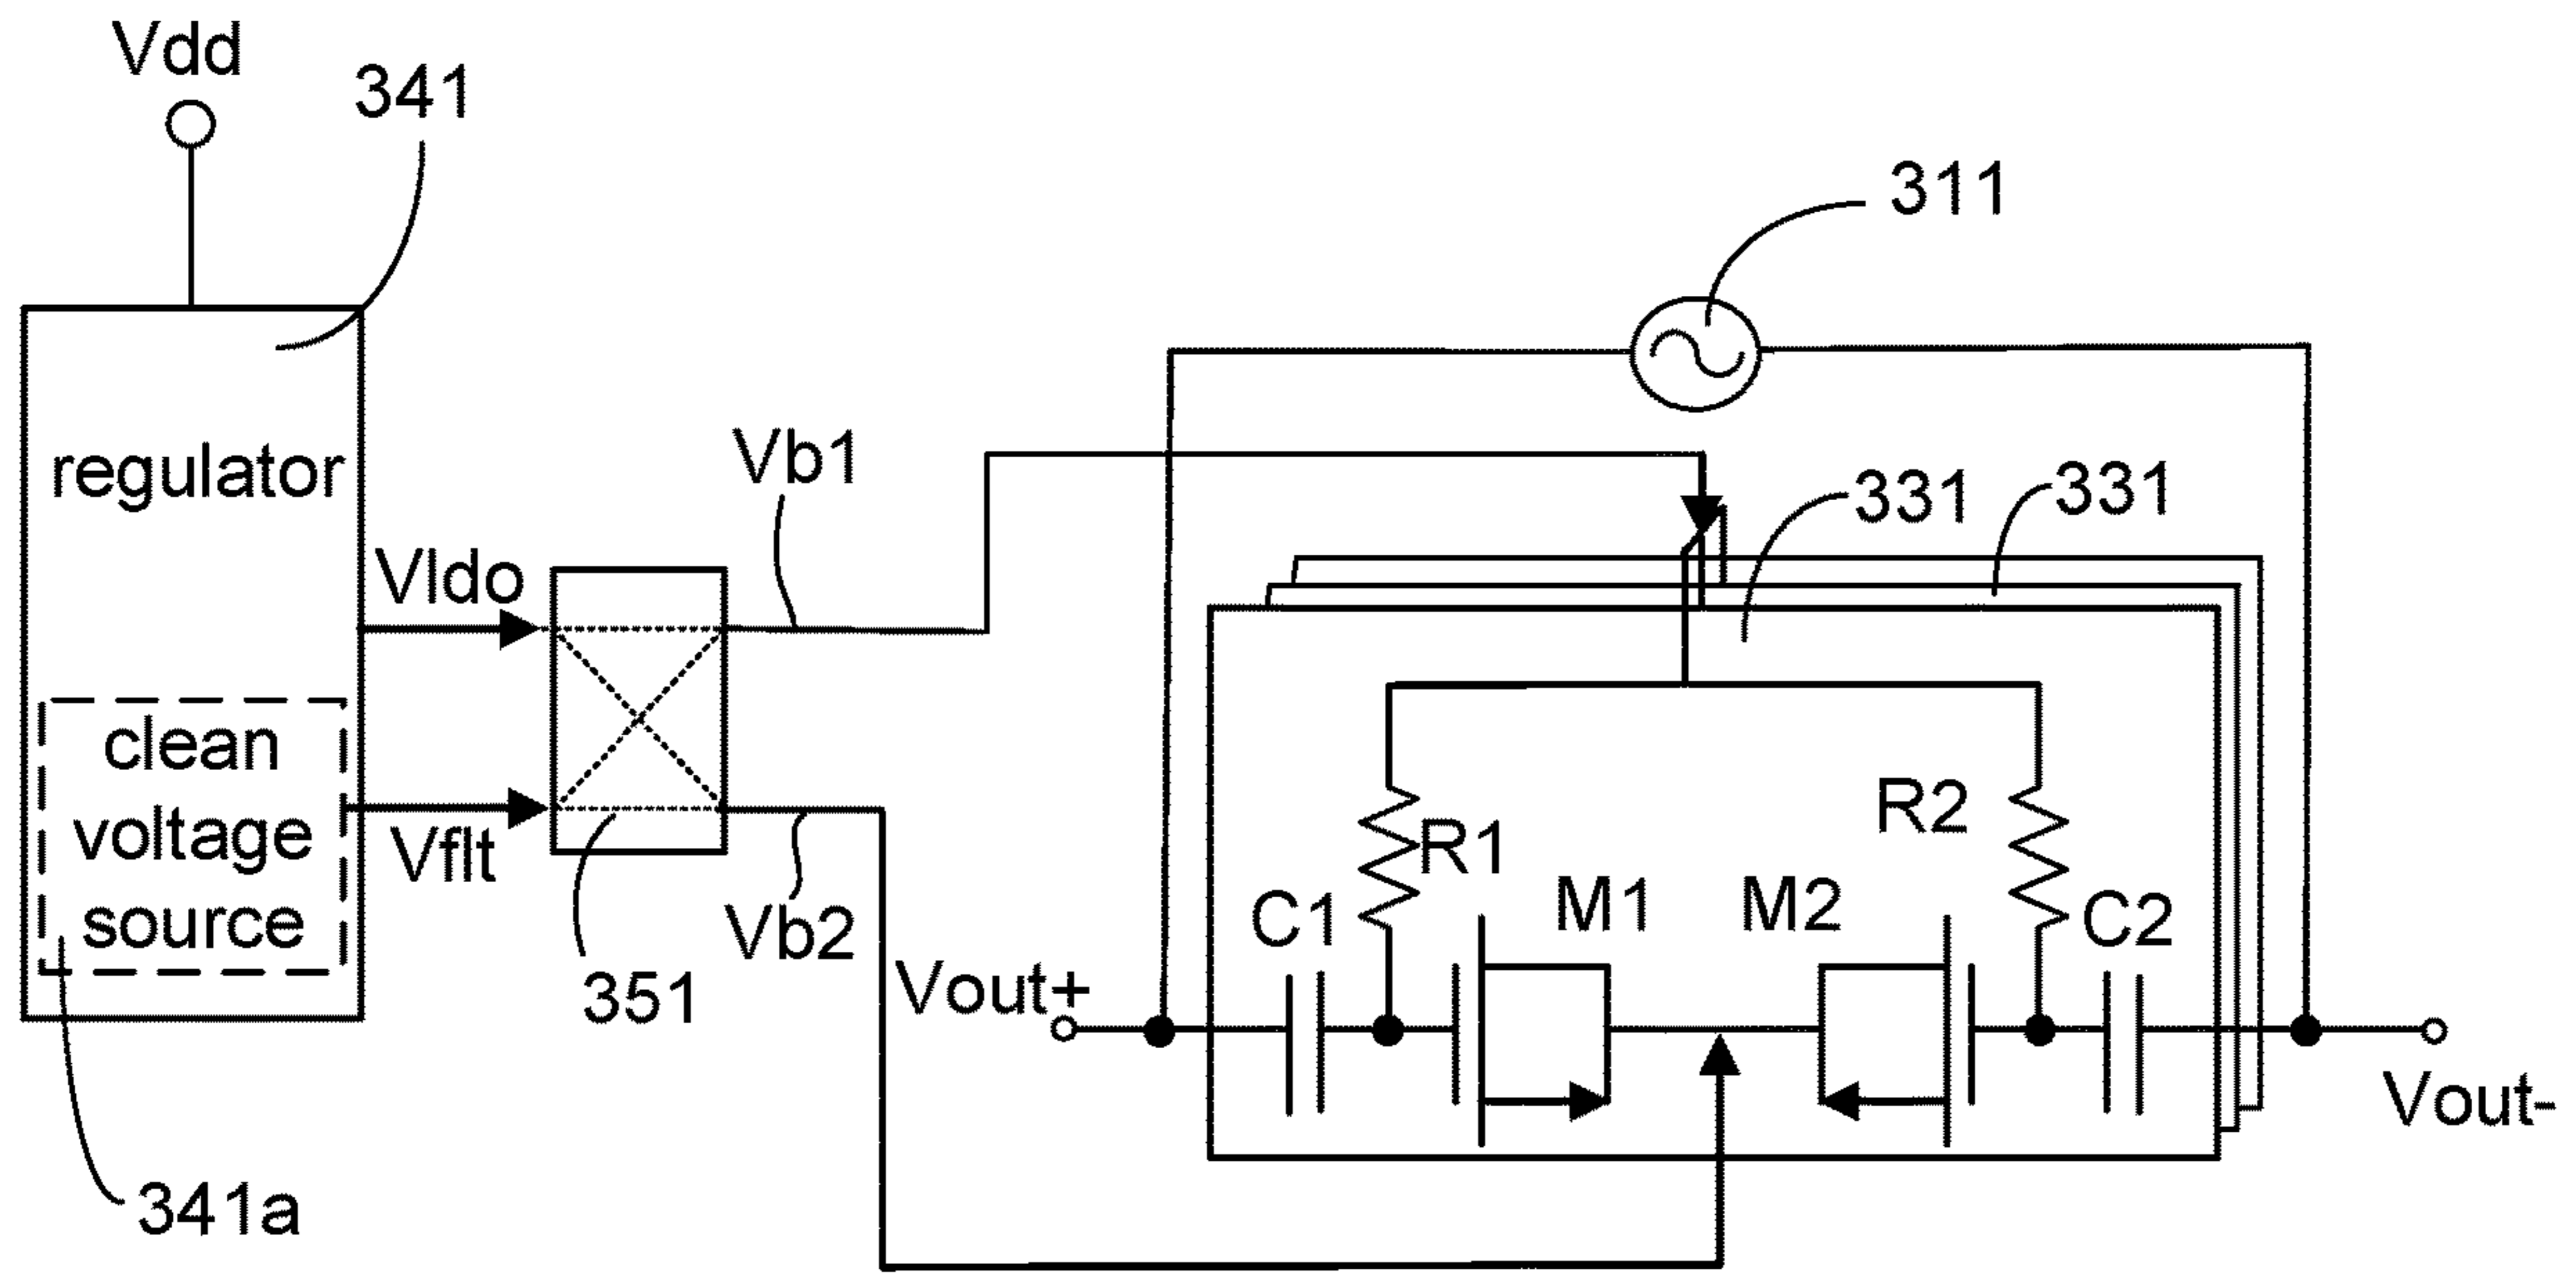 Vdd
341
311
regulator
Vb1
331
331
Vldo
clean
voltage
source
Vflt
R1
R2
C1
M1
M2
C2
Vb2
351
Vout+
Vout-
341a